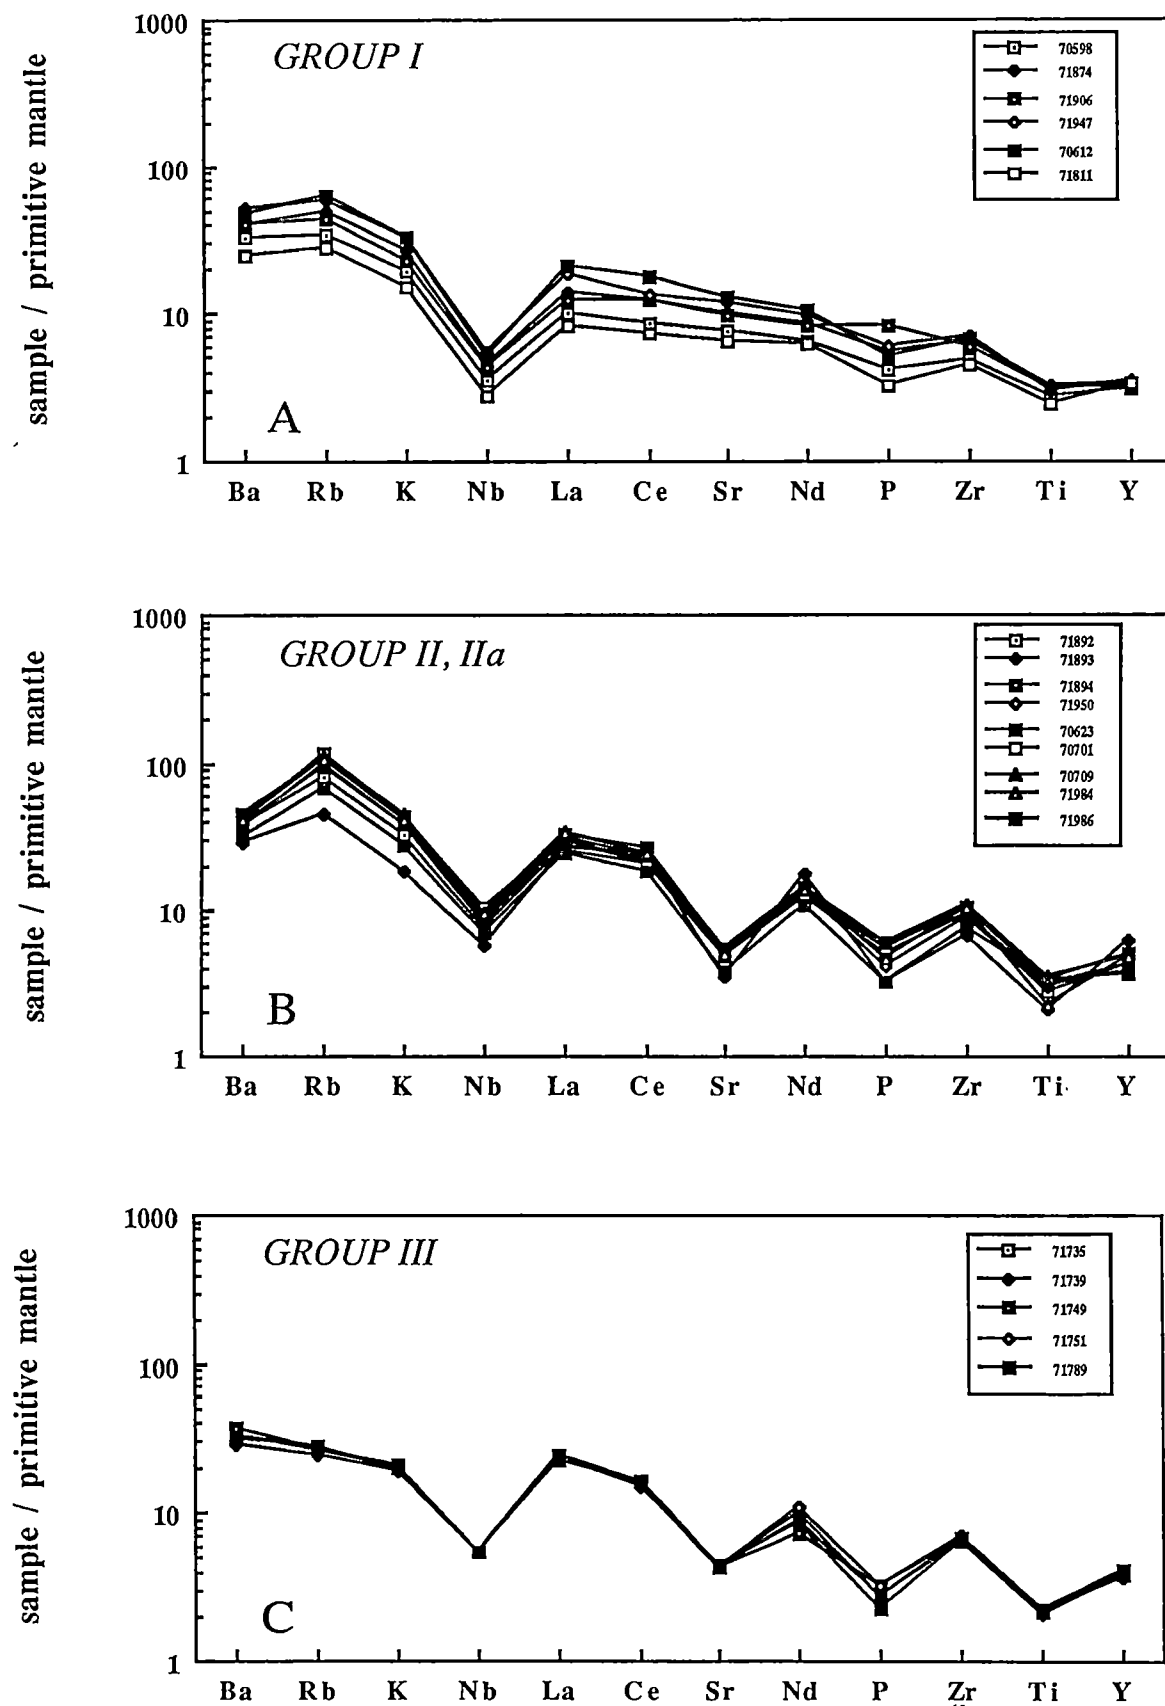 sample / primitive mantle
1000
100
10
1
GROUP I
A
70598
71874
71906
71947
70612
71811
Ba Rb K Nb La Ce Sr Nd P Zr Ti Y
sample / primitive mantle
1000
100
10
1
GROUP II, IIa
B
71892
71893
71894
71950
70623
70701
70709
71984
71986
Ba Rb K Nb La Ce Sr Nd P Zr Ti Y
sample / primitive mantle
1000
100
10
1
GROUP III
C
71735
71739
71749
71751
71789
Ba Rb K Nb La Ce Sr Nd P Zr Ti Y